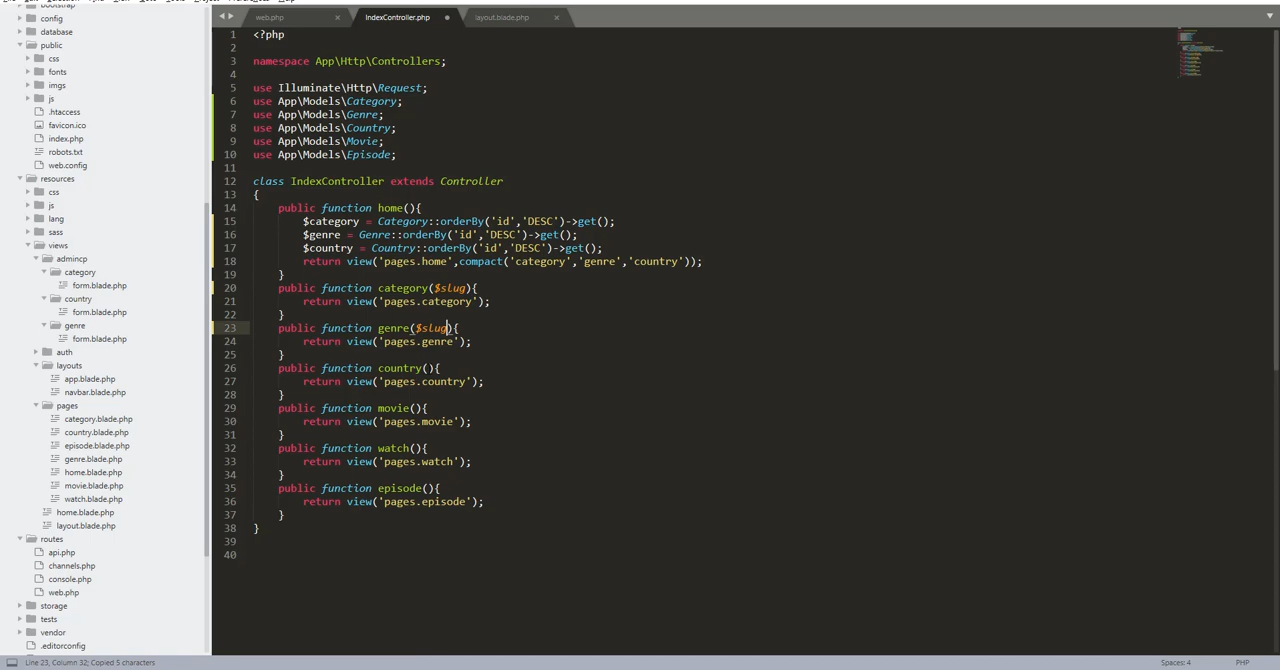 web.php
IndexController.php
layout.blade.php
config
database
public
css
fonts
imgs
js
.htaccess
favicon.ico
index.php
robots.txt
web.config
resources
css
js
lang
sass
views
admincp
category
form.blade.php
country
form.blade.php
genre
form.blade.php
auth
layouts
app.blade.php
navbar.blade.php
pages
category.blade.php
country.blade.php
episode.blade.php
genre.blade.php
home.blade.php
movie.blade.php
watch.blade.php
home.blade.php
layout.blade.php
routes
api.php
channels.php
console.php
web.php
storage
tests
vendor
.editorconfig
1 <?php
2
3 namespace App\Http\Controllers;
4
5 use Illuminate\Http\Request;
6 use App\Models\Category;
7 use App\Models\Genre;
8 use App\Models\Country;
9 use App\Models\Movie;
10 use App\Models\Episode;
11
12 class IndexController extends Controller
13 {
14 public function home(){
15 $category = Category::orderBy('id','DESC')->get();
16 $genre = Genre::orderBy('id','DESC')->get();
17 $country = Country::orderBy('id','DESC')->get();
18 return view('pages.home',compact('category','genre','country'));
19 }
20 public function category($slug){
21 return view('pages.category');
22 }
23 public function genre($slug){
24 return view('pages.genre');
25 }
26 public function country(){
27 return view('pages.country');
28 }
29 public function movie(){
30 return view('pages.movie');
31 }
32 public function watch(){
33 return view('pages.watch');
34 }
35 public function episode(){
36 return view('pages.episode');
37 }
38 }
39
40
Line 23, Column 32; Copied 5 characters
Spaces: 4
PHP